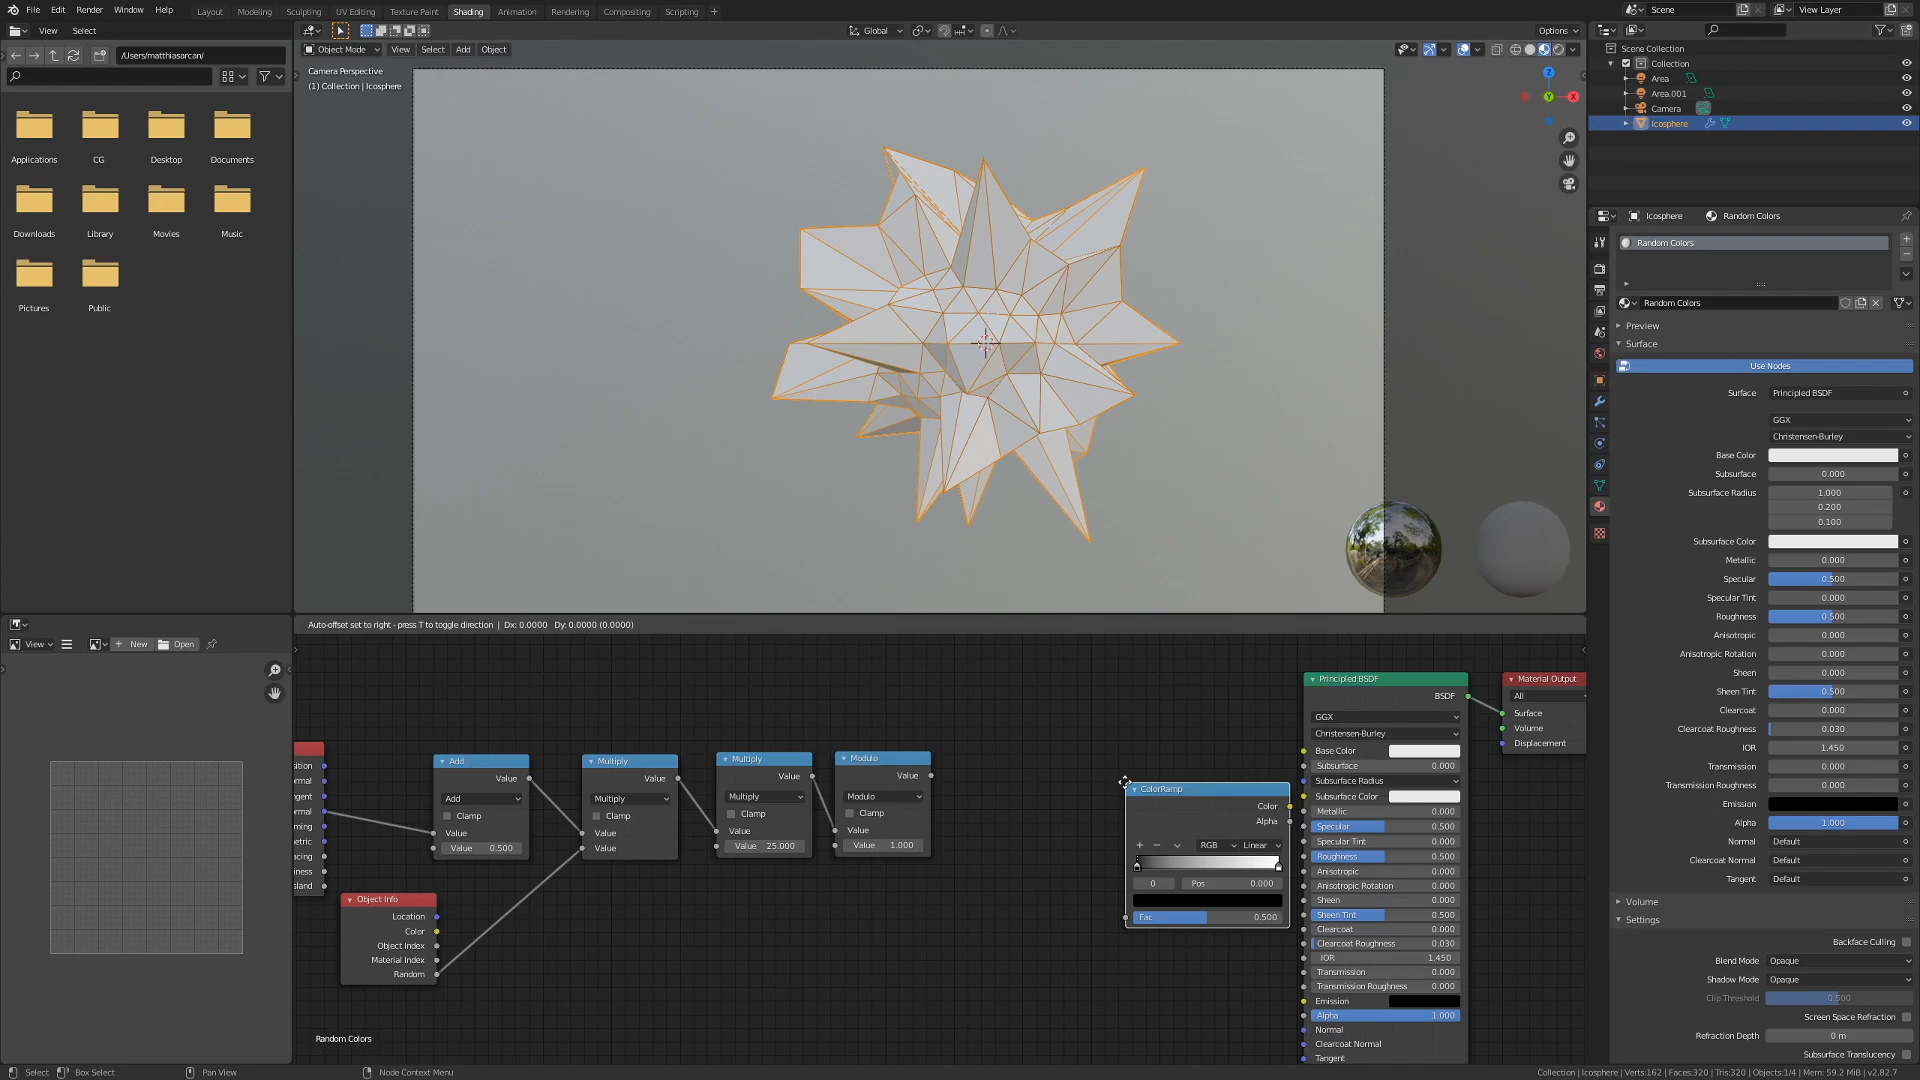 File Edit Render Window Help
Layout Modeling Sculpting UV Editing Texture Paint Shading Animation Rendering Compositing Scripting +
Scene
View Layer
View Select
Global
Options
/Users/matthiasarcan/
Object Mode View Select Add Object
Camera Perspective
(1) Collection | Icosphere
Applications CG Desktop Documents
Downloads Library Movies Music
Pictures Public
Z
Y
X
Scene Collection
Collection
Area
Area.001
Camera
Icosphere
Icosphere Random Colors
Random Colors
Random Colors
Preview
Surface
Use Nodes
Surface Principled BSDF
GGX
Christensen-Burley
Base Color
Subsurface 0.000
Subsurface Radius 1.000
0.200
0.100
Subsurface Color
Metallic 0.000
Specular 0.500
Specular Tint 0.000
Roughness 0.500
Anisotropic 0.000
Anisotropic Rotation 0.000
Sheen 0.000
Sheen Tint 0.500
Clearcoat 0.000
Clearcoat Roughness 0.030
IOR 1.450
Transmission 0.000
Transmission Roughness 0.000
Emission
Alpha 1.000
Normal Default
Clearcoat Normal Default
Tangent Default
Volume
Settings
Backface Culling
Blend Mode Opaque
Shadow Mode Opaque
Clip Threshold 0.500
Screen Space Refraction
Refraction Depth 0 m
Subsurface Translucency
View
New Open
Auto-offset set to right - press T to toggle direction | Dx: 0.0000 Dy: 0.0000 (0.0000)
Add
Value
Add
Clamp
Value
Value 0.500
Multiply
Value
Multiply
Clamp
Value
Value
Multiply
Value
Multiply
Clamp
Value
Value 25.000
Modulo
Value
Modulo
Clamp
Value
Value 1.000
Object Info
Location
Color
Object Index
Material Index
Random
ColorRamp
Color
Alpha
RGB Linear
0 Pos 0.000
Fac 0.500
Principled BSDF
BSDF
GGX
Christensen-Burley
Base Color
Subsurface 0.000
Subsurface Radius
Subsurface Color
Metallic 0.000
Specular 0.500
Specular Tint 0.000
Roughness 0.500
Anisotropic 0.000
Anisotropic Rotation 0.000
Sheen 0.000
Sheen Tint 0.500
Clearcoat 0.000
Clearcoat Roughness 0.030
IOR 1.450
Transmission 0.000
Transmission Roughness 0.000
Emission
Alpha 1.000
Normal
Clearcoat Normal
Tangent
Material Output
All
Surface
Volume
Displacement
Random Colors
Select Box Select Pan View Node Context Menu
Collection | Icosphere | Verts:162 | Faces:320 | Tris:320 | Objects:1/4 | Mem: 59.2 MiB | v2.82.7